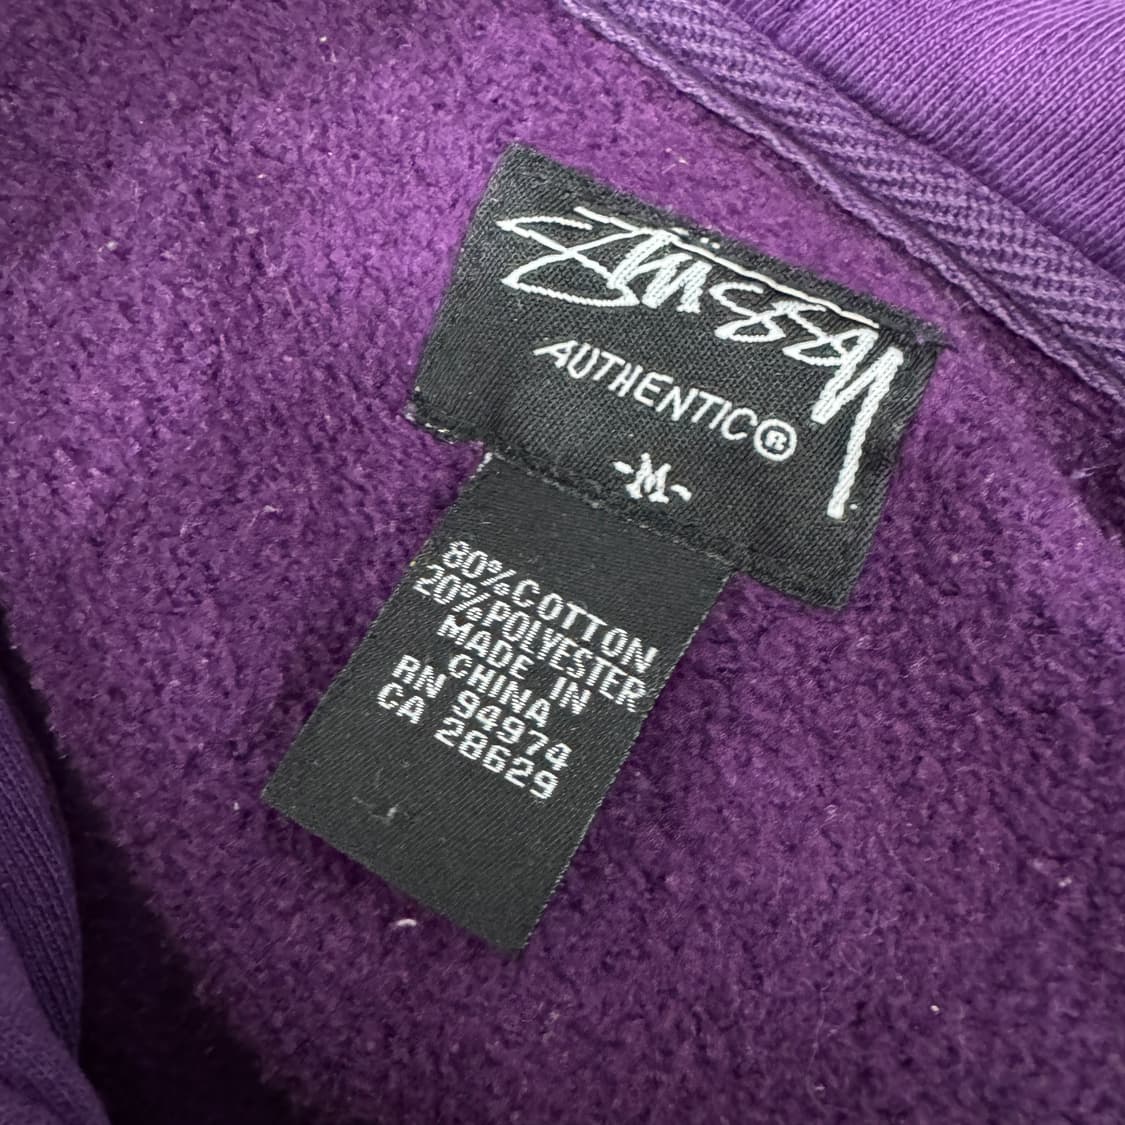 Stüssy
AUTHENTIC®
-M-
80%COTTON
20%POLYESTER
MADE IN
CHINA
RN 94974
CA 28629